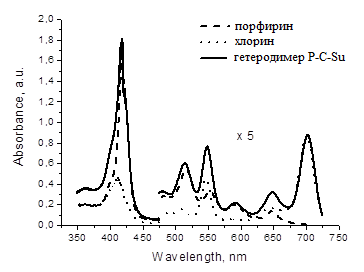 порфирин
хлорин
гетеродимер P-C-Su
x 5
2,0
1,8
1,6
1,4
1,2
1,0
0,8
0,6
0,4
0,2
0,0
Absorbance, a.u.
350 400 450 500 550 600 650 700 750
Wavelength, nm